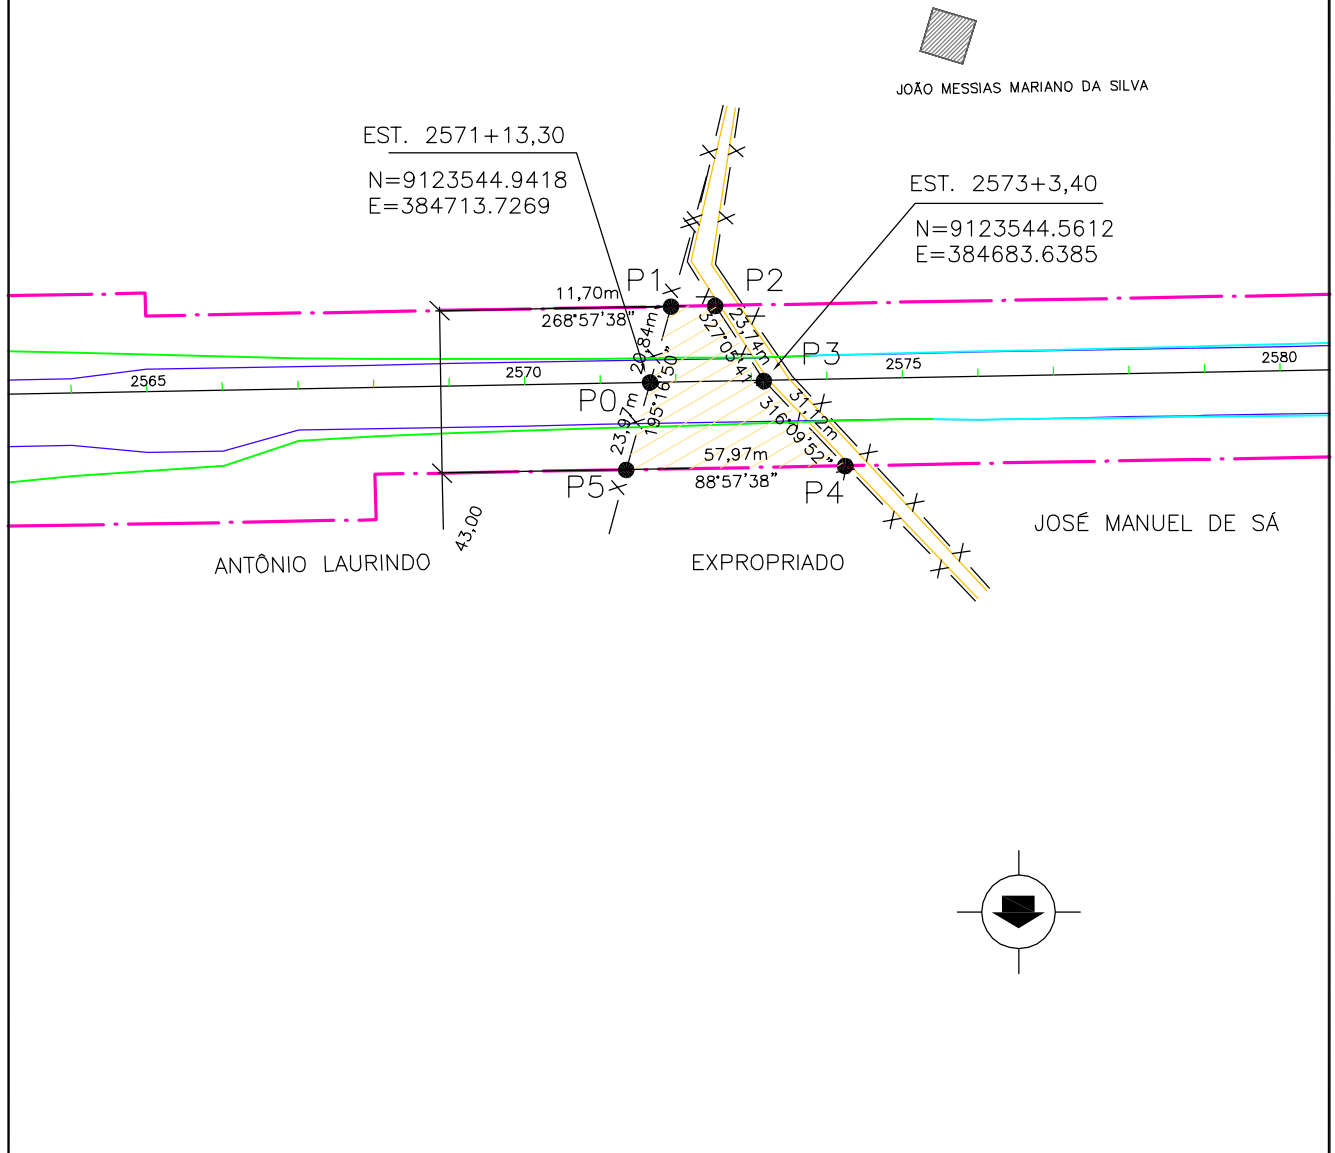 JOÃO MESSIAS MARIANO DA SILVA
EST. 2571+13,30
N=9123544.9418
E=384713.7269
EST. 2573+3,40
N=9123544.5612
E=384683.6385
P1
P2
11,70m
268°57'38"
20,84m
195°16'50"
23,74m
327°05'41"
P3
2565
2570
2575
2580
P0
23,97m
31,12m
316°09'52"
57,97m
88°57'38"
P5
P4
43,00
JOSÉ MANUEL DE SÁ
ANTÔNIO LAURINDO
EXPROPRIADO